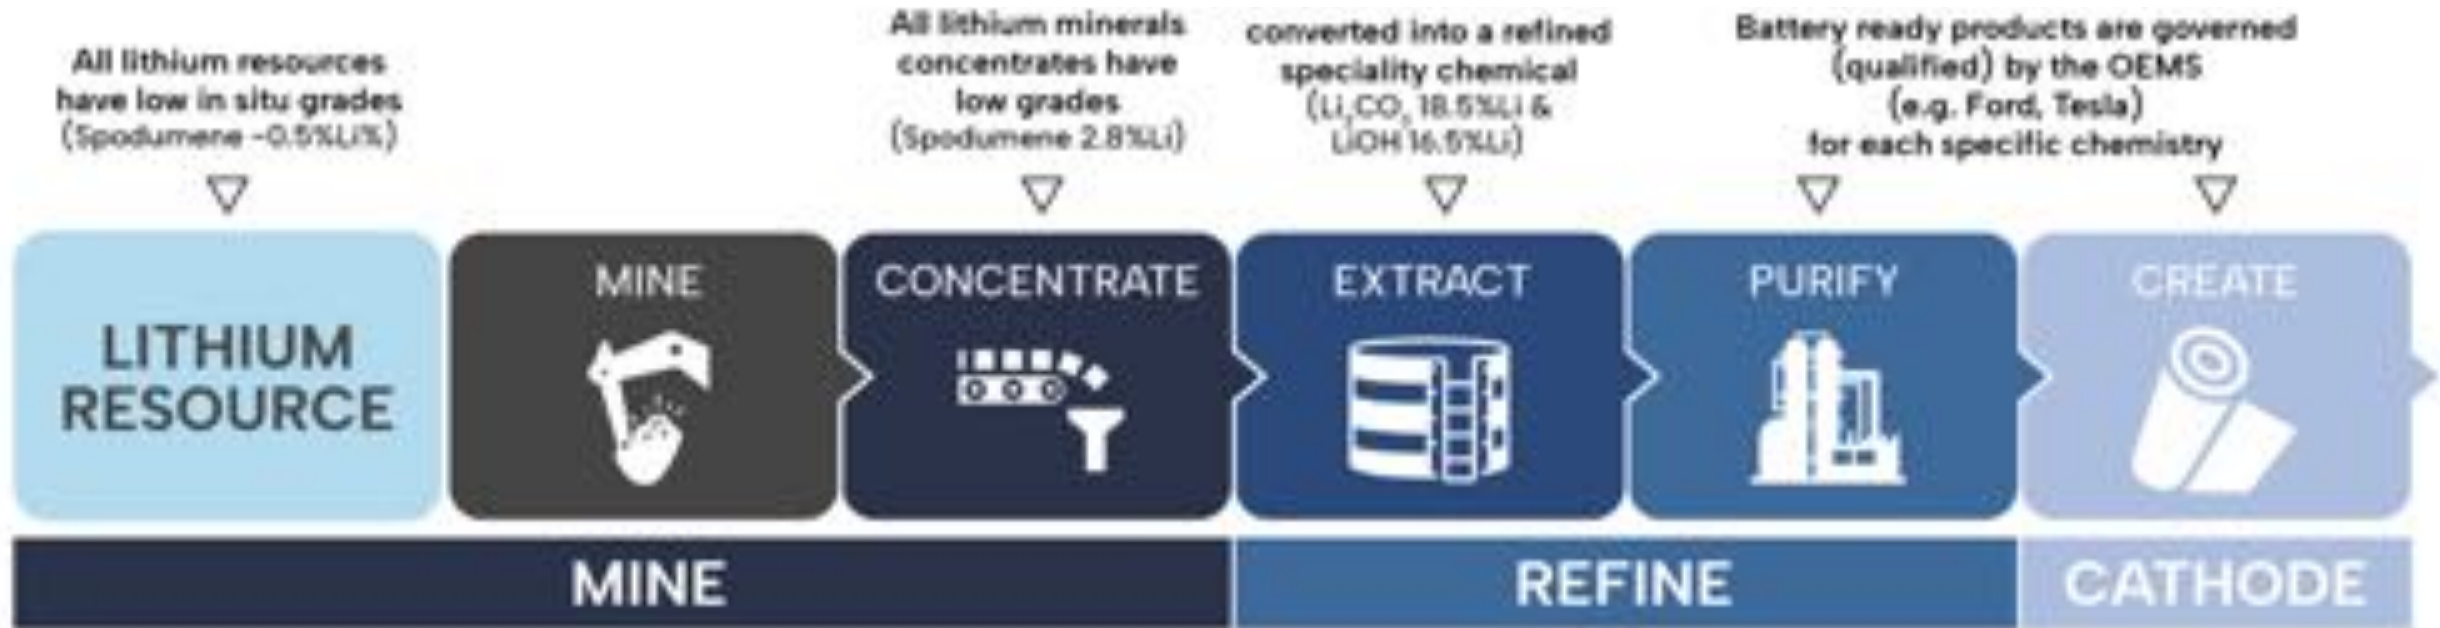 All lithium resources
have low in situ grades
(Spodumene ~0.5%Li%)
All lithium minerals
concentrates have
low grades
(Spodumene 2.8%Li)
converted into a refined
speciality chemical
(Li₂CO₃ 18.5%Li &
LiOH 16.5%Li)
Battery ready products are governed
(qualified) by the OEMS
(e.g. Ford, Tesla)
for each specific chemistry
LITHIUM
RESOURCE
MINE
CONCENTRATE
EXTRACT
PURIFY
CREATE
MINE
REFINE
CATHODE